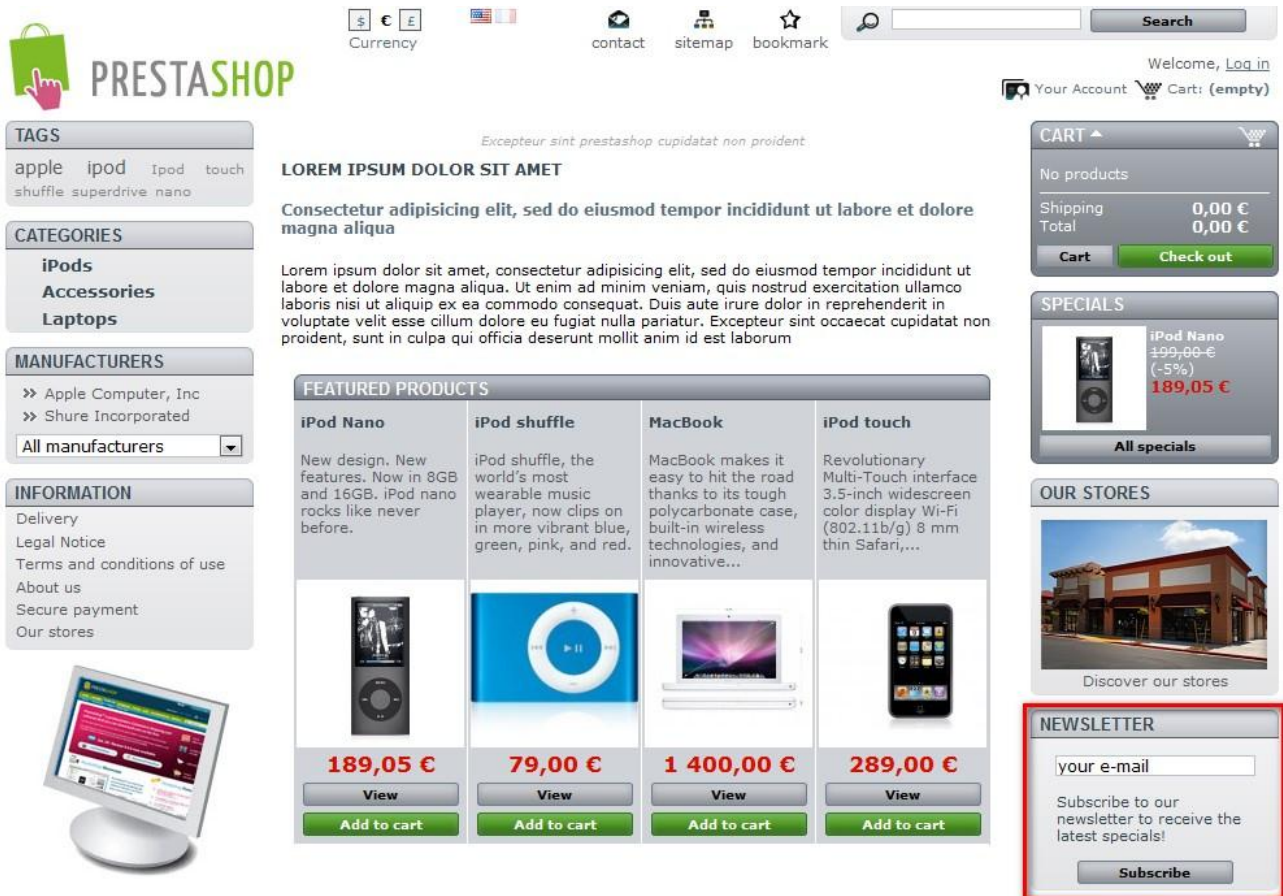 $ € £
Currency
contact sitemap bookmark
Search
PRESTASHOP
Welcome, Log in
Your Account Cart: (empty)
TAGS
apple ipod Ipod touch
shuffle superdrive nano
CATEGORIES
iPods
Accessories
Laptops
MANUFACTURERS
» Apple Computer, Inc
» Shure Incorporated
All manufacturers
INFORMATION
Delivery
Legal Notice
Terms and conditions of use
About us
Secure payment
Our stores
Excepteur sint prestashop cupidatat non proident
LOREM IPSUM DOLOR SIT AMET
Consectetur adipisicing elit, sed do eiusmod tempor incididunt ut labore et dolore
magna aliqua
Lorem ipsum dolor sit amet, consectetur adipisicing elit, sed do eiusmod tempor incididunt ut
labore et dolore magna aliqua. Ut enim ad minim veniam, quis nostrud exercitation ullamco
laboris nisi ut aliquip ex ea commodo consequat. Duis aute irure dolor in reprehenderit in
voluptate velit esse cillum dolore eu fugiat nulla pariatur. Excepteur sint occaecat cupidatat non
proident, sunt in culpa qui officia deserunt mollit anim id est laborum
FEATURED PRODUCTS
iPod Nano
New design. New
features. Now in 8GB
and 16GB. iPod nano
rocks like never
before.
189,05 €
View
Add to cart
iPod shuffle
iPod shuffle, the
world's most
wearable music
player, now clips on
in more vibrant blue,
green, pink, and red.
79,00 €
View
Add to cart
MacBook
MacBook makes it
easy to hit the road
thanks to its tough
polycarbonate case,
built-in wireless
technologies, and
innovative...
1 400,00 €
View
Add to cart
iPod touch
Revolutionary
Multi-Touch interface
3.5-inch widescreen
color display Wi-Fi
(802.11b/g) 8 mm
thin Safari,...
289,00 €
View
Add to cart
CART
No products
Shipping 0,00 €
Total 0,00 €
Cart Check out
SPECIALS
iPod Nano
199,00 €
(-5%)
189,05 €
All specials
OUR STORES
Discover our stores
NEWSLETTER
your e-mail
Subscribe to our
newsletter to receive the
latest specials!
Subscribe